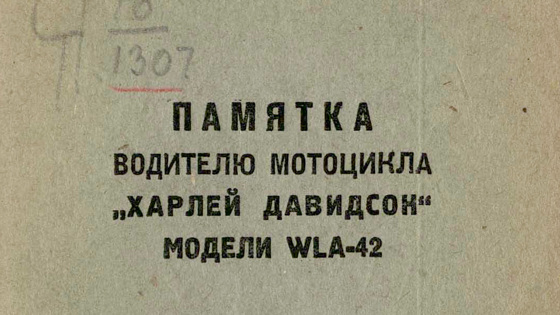 1307
ПАМЯТКА
ВОДИТЕЛЮ МОТОЦИКЛА
„ХАРЛЕЙ ДАВИДСОН“
МОДЕЛИ WLA-42